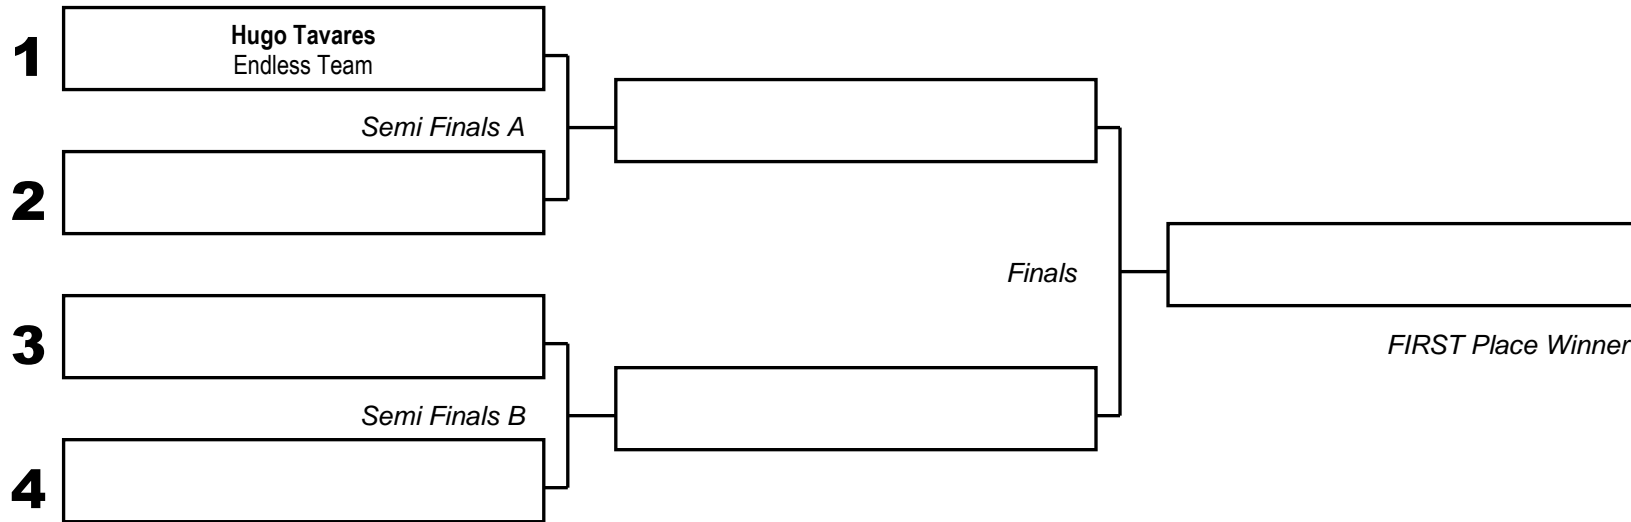 1
Hugo Tavares
Endless Team
Semi Finals A
2
Finals
3
FIRST Place Winner
Semi Finals B
4